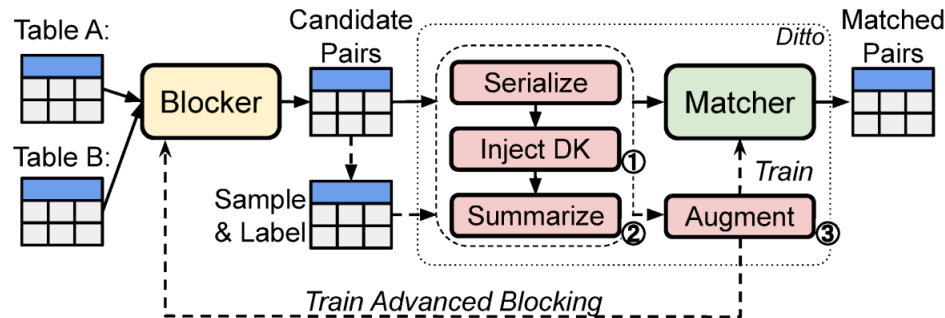 Table A:
Table B:
Blocker
Candidate
Pairs
Sample
& Label
Ditto
Serialize
Inject DK
①
Summarize
②
Matcher
Train
Augment
③
Matched
Pairs
Train Advanced Blocking